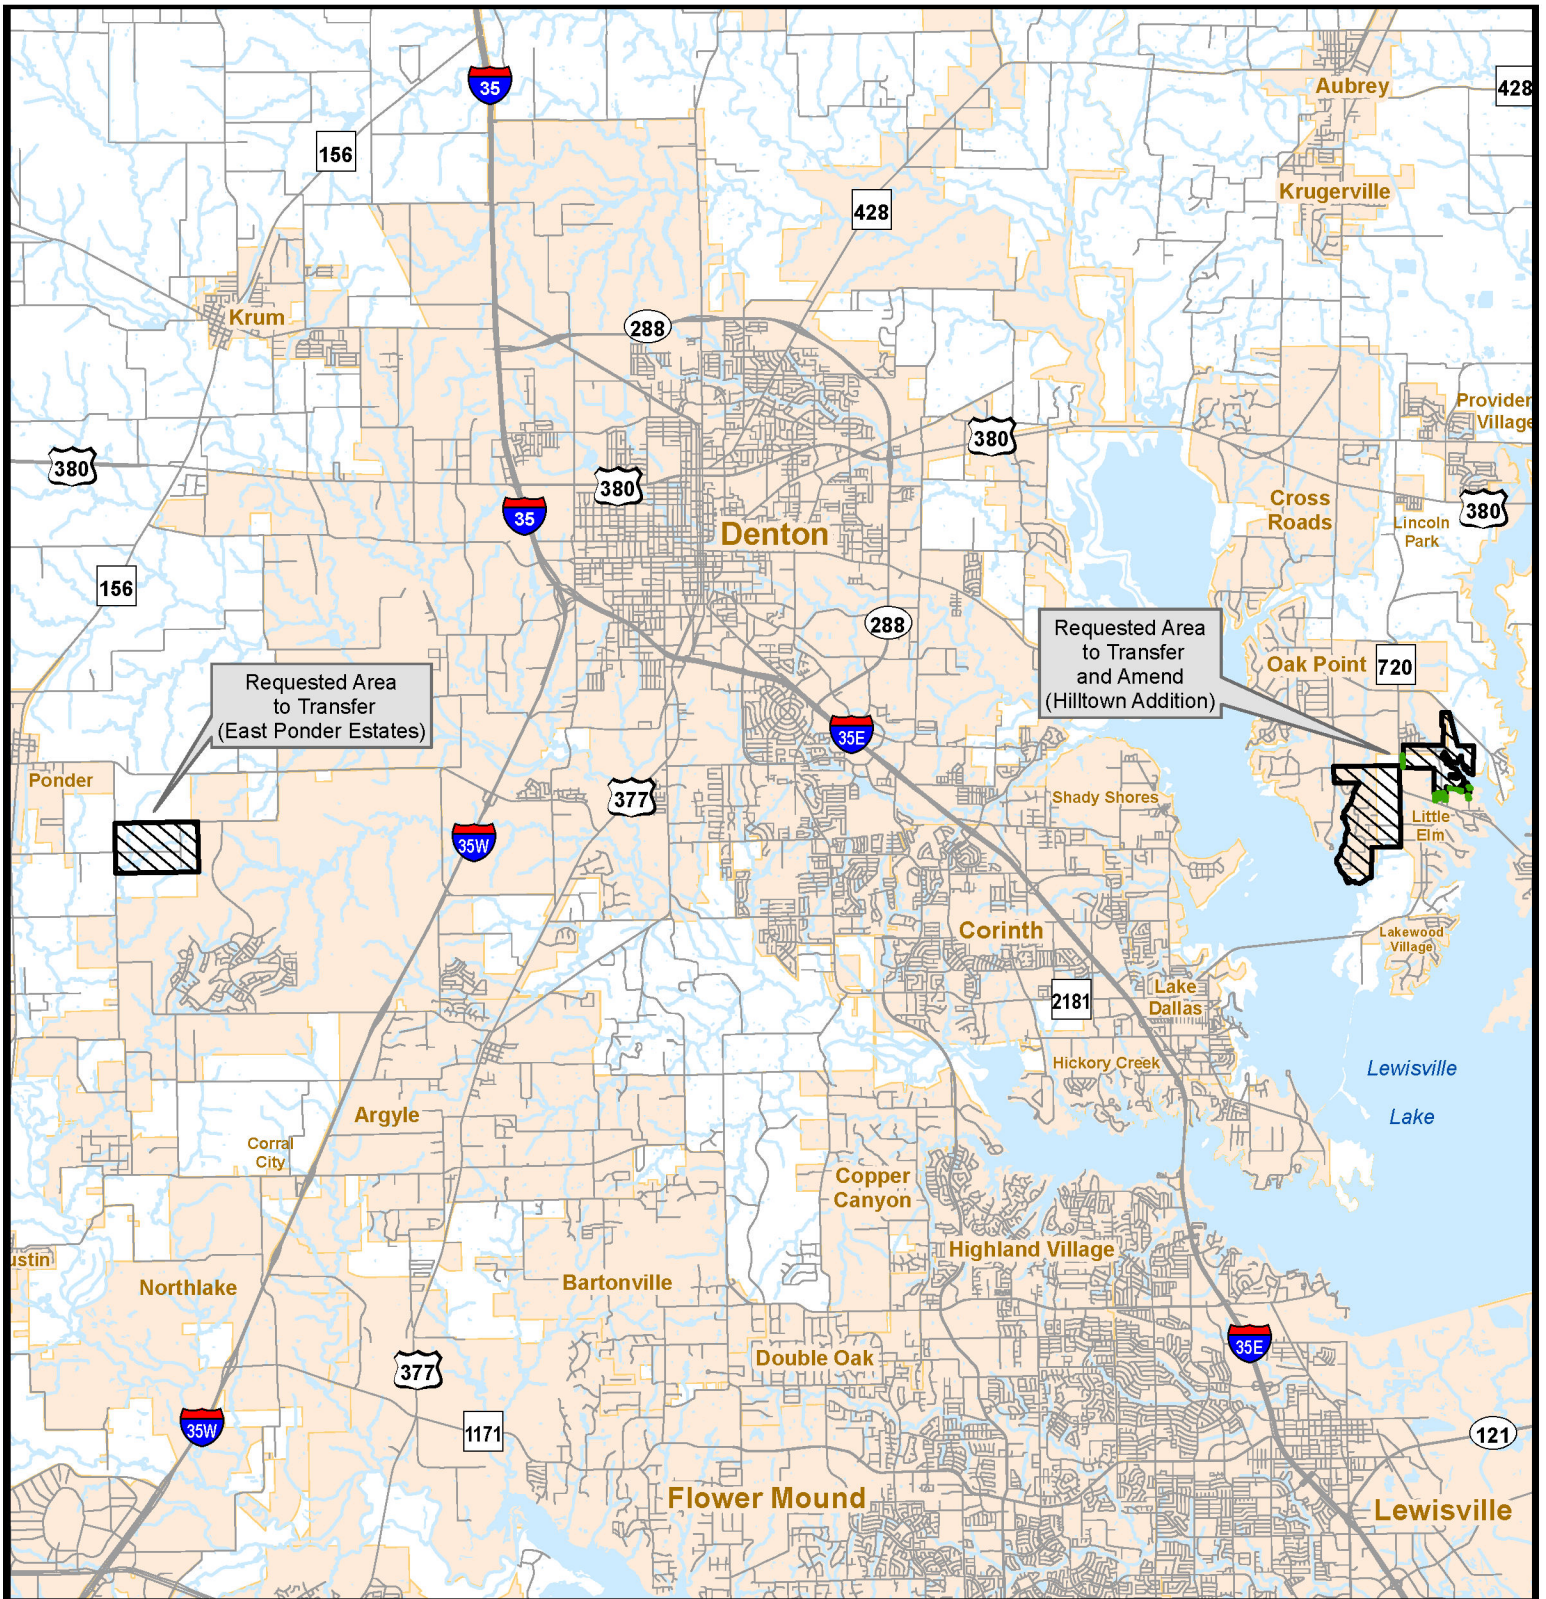 35
Aubrey
428
156
Krugerville
428
Krum
288
Providen
Village
380
380
380
Cross
Roads
380
35
Denton
Lincoln
Park
156
288
Requested Area
to Transfer
and Amend
(Hilltown Addition)
Oak Point
720
Requested Area
to Transfer
(East Ponder Estates)
35E
Ponder
377
Shady Shores
35W
Little
Elm
Corinth
Lakewood
Village
2181
Lake
Dallas
Hickory Creek
Lewisville
Lake
Argyle
Corral
City
Copper
Canyon
Highland Village
ustin
Northlake
Bartonville
35E
Double Oak
377
35W
1171
121
Flower Mound
Lewisville